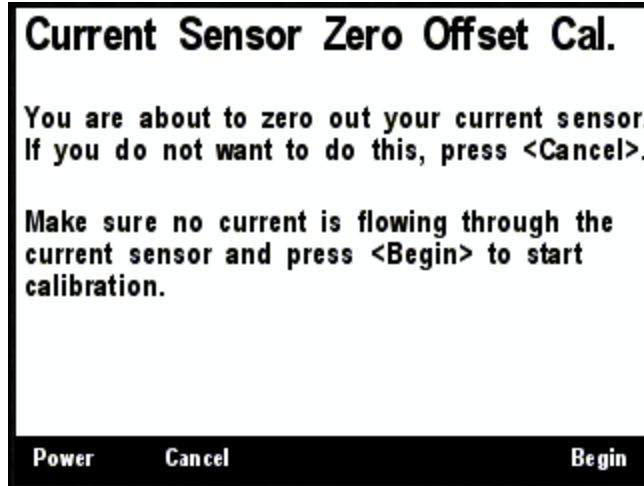 Current Sensor Zero Offset Cal.
You are about to zero out your current sensor.
If you do not want to do this, press <Cancel>.
Make sure no current is flowing through the
current sensor and press <Begin> to start
calibration.
Power Cancel Begin